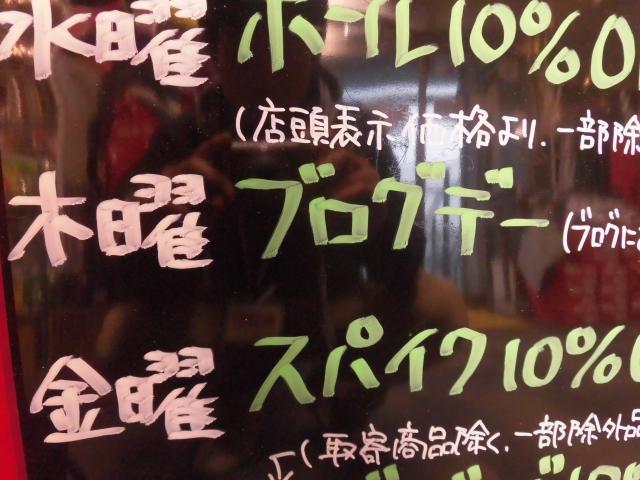 水曜 ボール10%O
(店頭表示価格より、一部除
木曜 ブログデー (ブログに
金曜 スパイク10%
(取寄商品除く、一部除外品